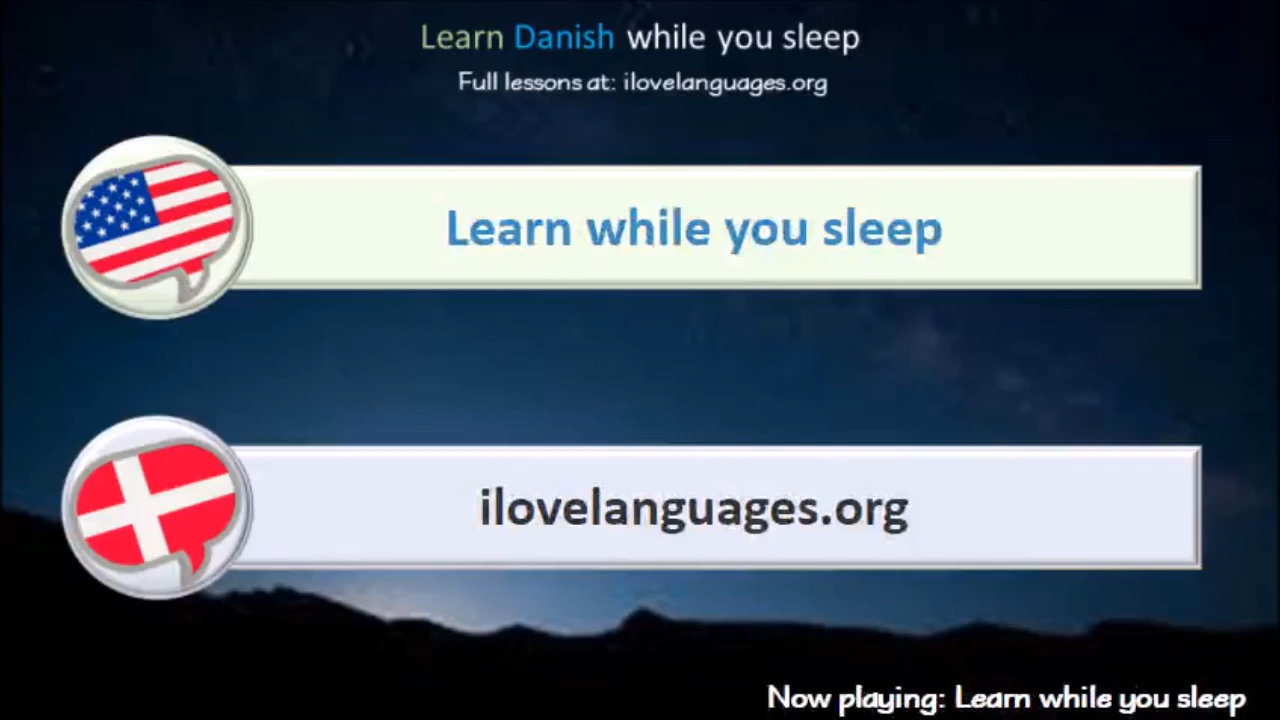 Learn Danish while you sleep
Full lessons at: ilovelanguages.org
Learn while you sleep
ilovelanguages.org
Now playing: Learn while you sleep